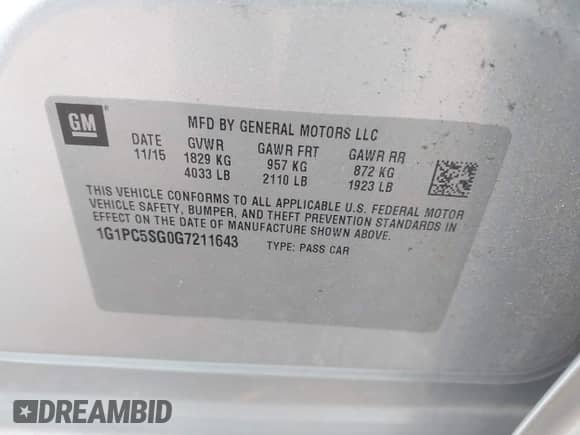 GM®
MFD BY GENERAL MOTORS LLC
DATE GVWR GAWR FRT GAWR RR
11/15 1829 KG 957 KG 872 KG
4033 LB 2110 LB 1923 LB
THIS VEHICLE CONFORMS TO ALL APPLICABLE U.S. FEDERAL MOTOR
VEHICLE SAFETY, BUMPER, AND THEFT PREVENTION STANDARDS IN
EFFECT ON THE DATE OF MANUFACTURE SHOWN ABOVE.
1G1PC5SG0G7211643 TYPE: PASS CAR
DREAMBID